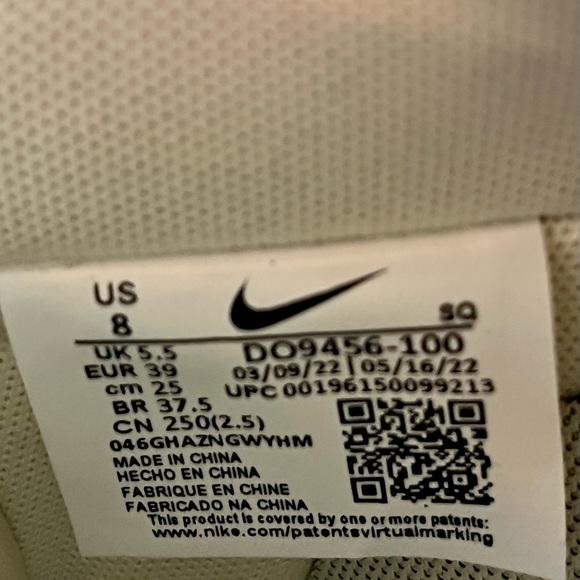 US
8
SQ
UK 5.5
DO9456-100
EUR 39
03/09/22 | 05/16/22
cm 25
UPC 00196150099213
BR 37.5
CN 250(2.5)
046GHAZNGWYHM
MADE IN CHINA
HECHO EN CHINA
FABRIQUE EN CHINE
FABRICADO NA CHINA
This product is covered by one or more patents:
www.nike.com/patentsvirtualmarking